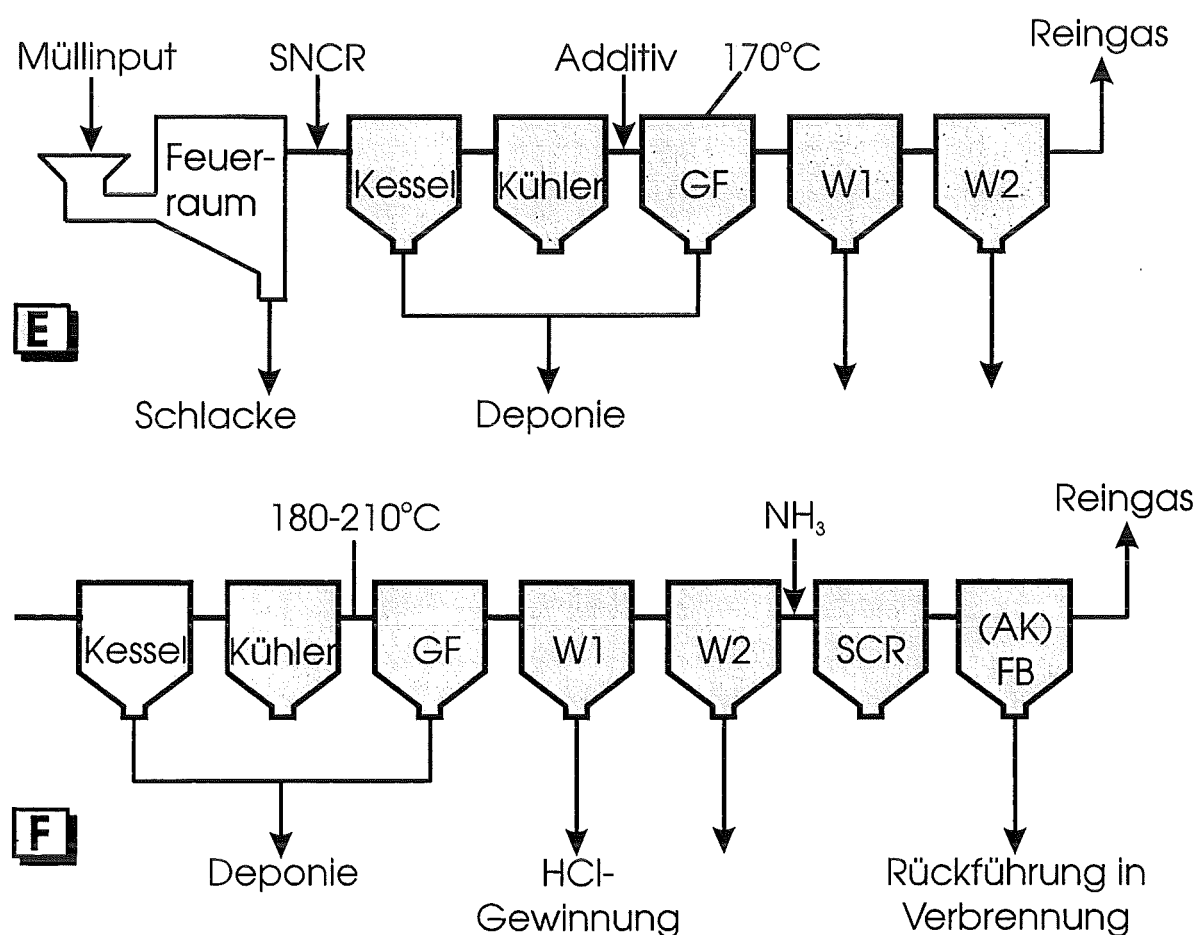 Müllinput
SNCR
Additiv
170°C
Reingas
Feuer-
raum
Kessel
Kühler
GF
W1
W2
E
Schlacke
Deponie
180-210°C
NH₃
Reingas
Kessel
Kühler
GF
W1
W2
SCR
(AK)
FB
F
Deponie
HCl-
Gewinnung
Rückführung in
Verbrennung